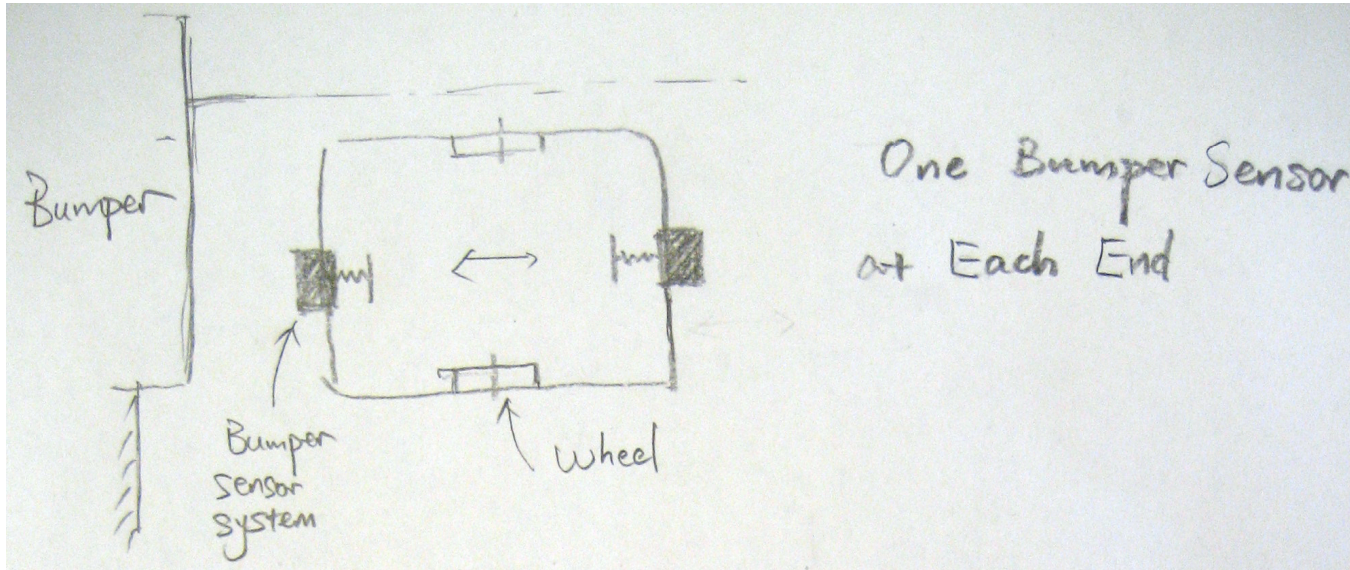 Bumper
One Bumper Sensor
at Each End
Bumper
sensor
system
Wheel